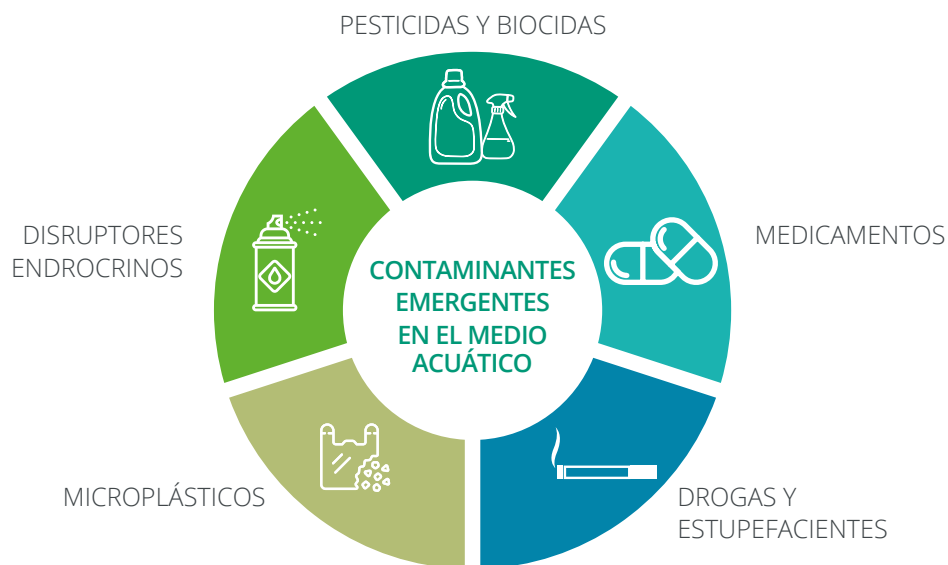 PESTICIDAS Y BIOCIDAS
DISRUPTORES
ENDROCRINOS
MEDICAMENTOS
CONTAMINANTES
EMERGENTES
EN EL MEDIO
ACUÁTICO
MICROPLÁSTICOS
DROGAS Y
ESTUPEFACIENTES